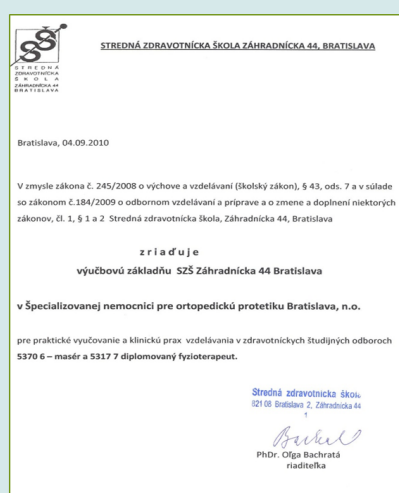 STREDNÁ ZDRAVOTNÍCKA ŠKOLA ZÁHRADNÍCKA 44, BRATISLAVA
SŠ
STREDNÁ
ZDRAVOTNÍCKA
ŠKOLA
ZÁHRADNÍCKA 44
BRATISLAVA
Bratislava, 04.09.2010
V zmysle zákona č. 245/2008 o výchove a vzdelávaní (školský zákon), § 43, ods. 7 a v súlade
so zákonom č.184/2009 o odbornom vzdelávaní a príprave a o zmene a doplnení niektorých
zákonov, čl. 1, § 1 a 2 Stredná zdravotnícka škola, Záhradnícka 44, Bratislava
zriaďuje
výučbovú základňu SZŠ Záhradnícka 44 Bratislava
v Špecializovanej nemocnici pre ortopedickú protetiku Bratislava, n.o.
pre praktické vyučovanie a klinickú prax vzdelávania v zdravotníckych študijných odboroch
5370 6 – masér a 5317 7 diplomovaný fyzioterapeut.
Stredná zdravotnícka škola
821 08 Bratislava 2, Záhradnícka 44
1
PhDr. Oľga Bachratá
riaditeľka